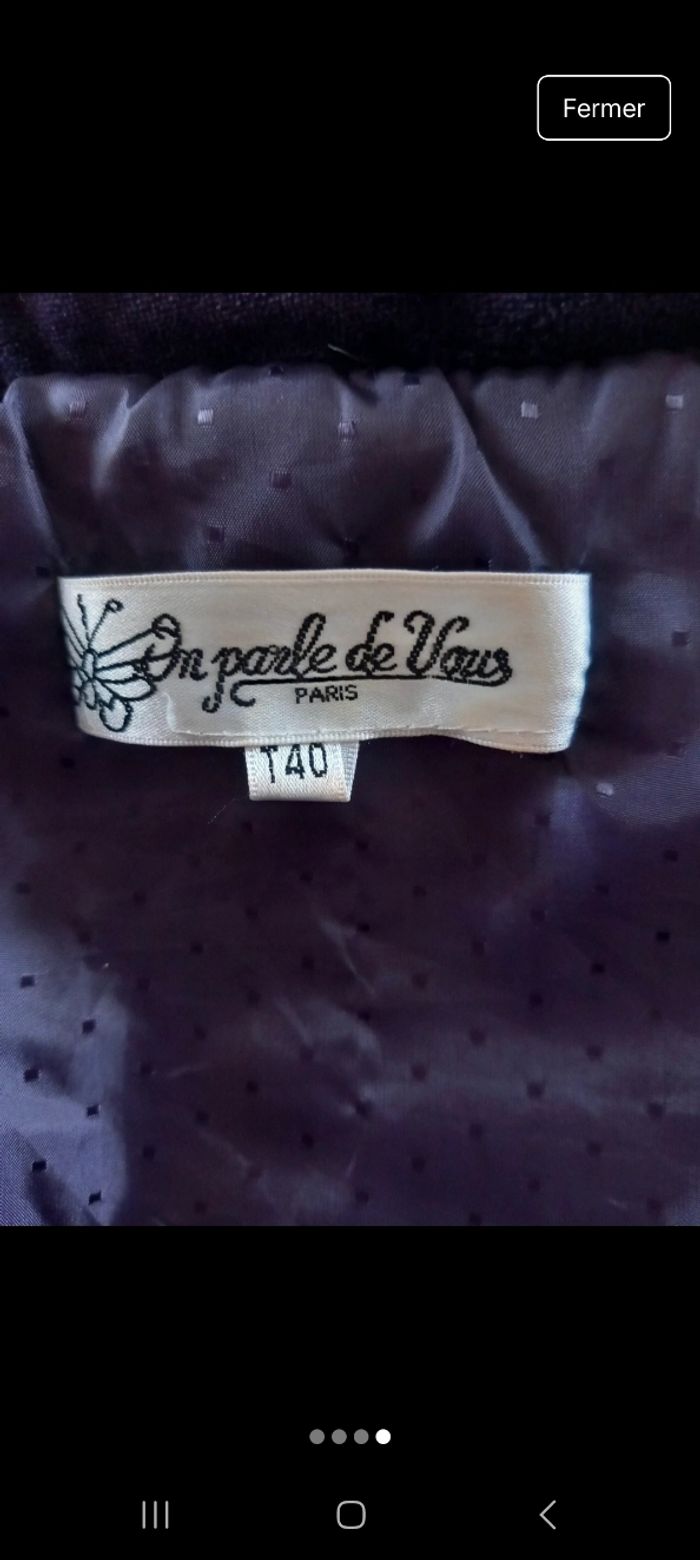 Fermer
On parle de Vous
PARIS
T40